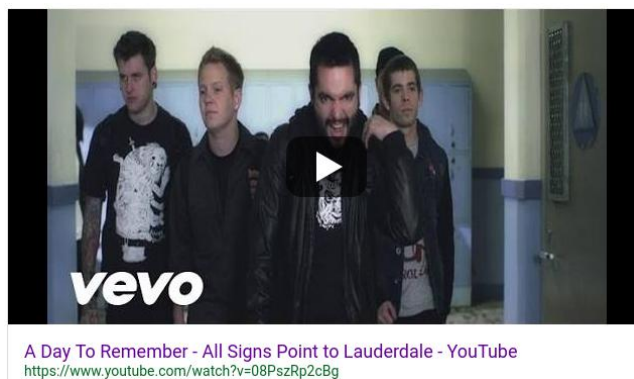 vevo
A Day To Remember - All Signs Point to Lauderdale - YouTube
https://www.youtube.com/watch?v=08PszRp2cBg